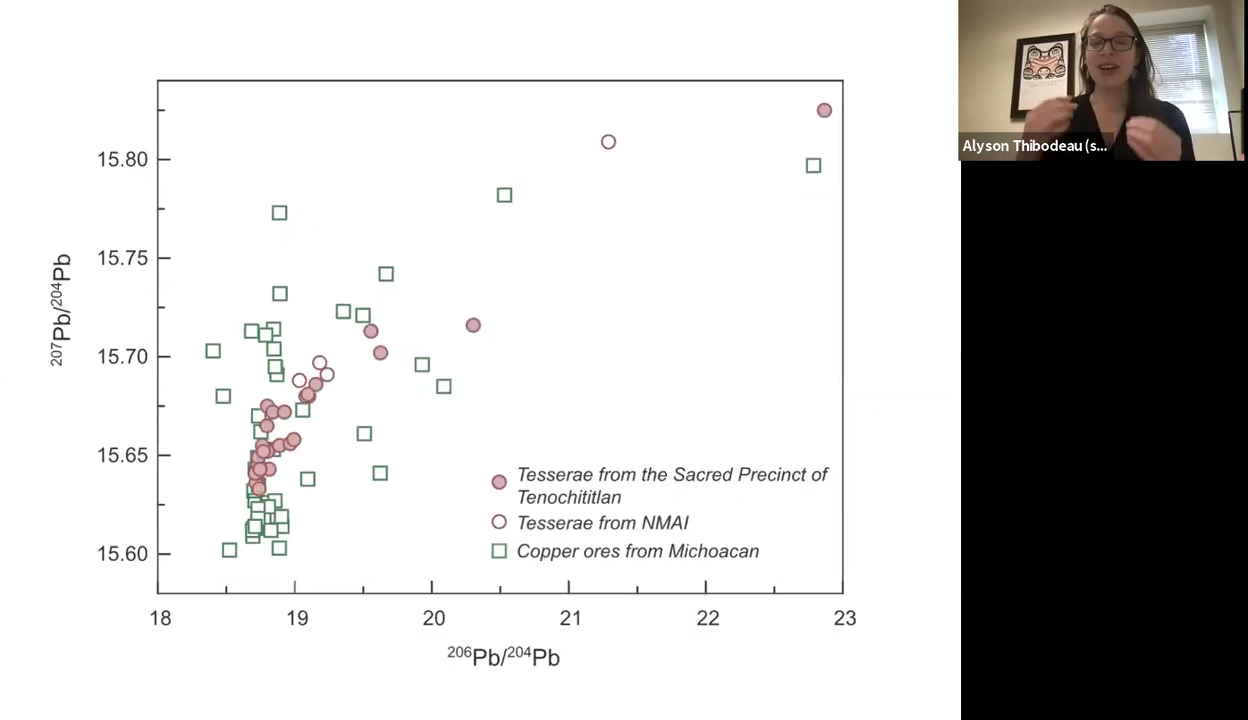 Alyson Thibodeau (s...
15.80
15.75
15.70
15.65
15.60
207Pb/204Pb
Tesserae from the Sacred Precinct of
Tenochititlan
Tesserae from NMAI
Copper ores from Michoacan
18 19 20 21 22 23
206Pb/204Pb